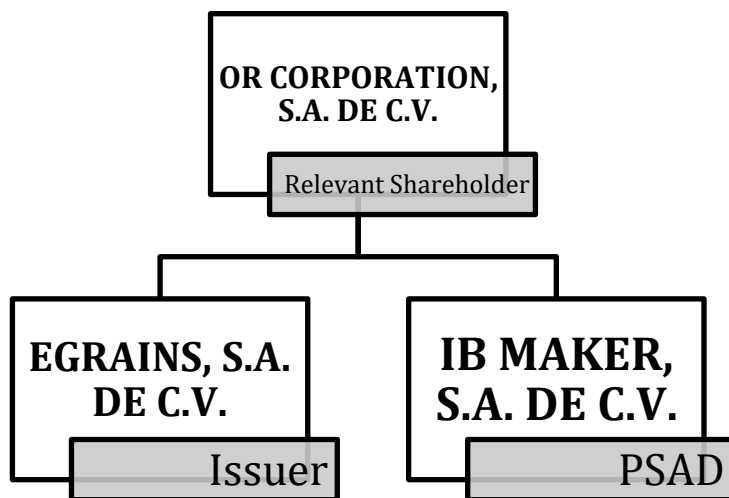 OR CORPORATION,
S.A. DE C.V.
Relevant Shareholder
EGRAINS, S.A.
DE C.V.
Issuer
IB MAKER,
S.A. DE C.V.
PSAD